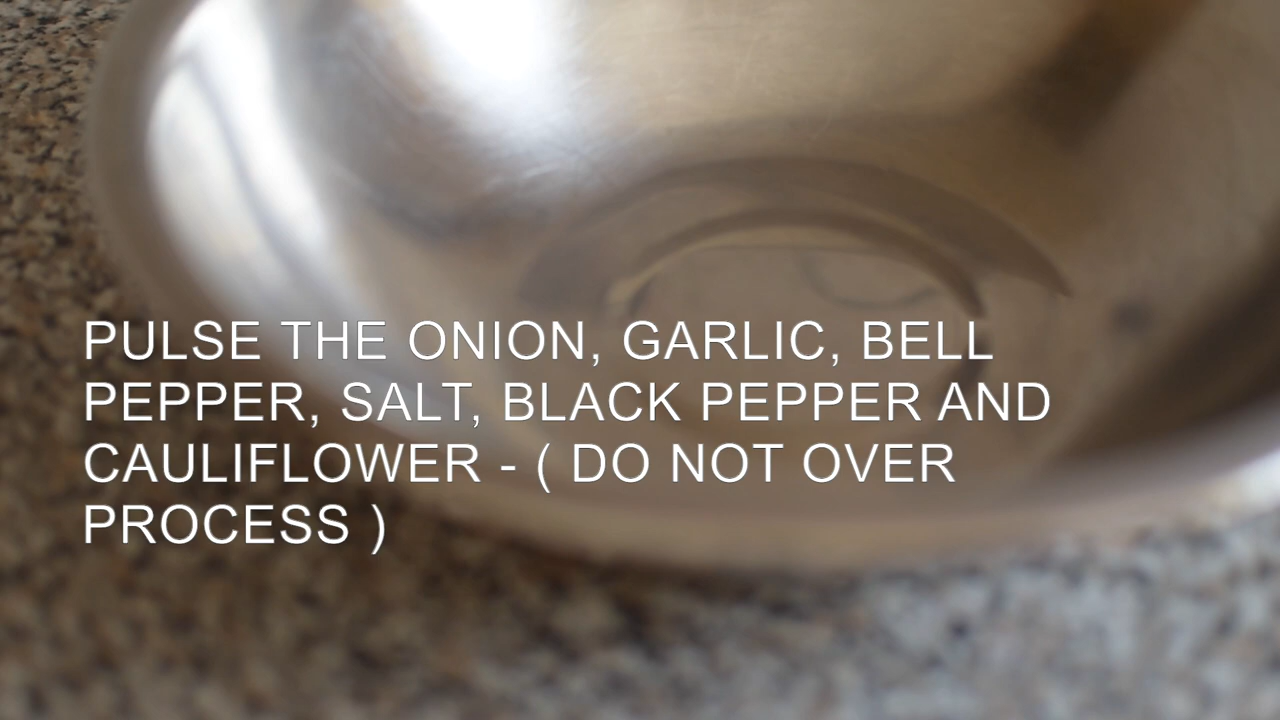 PULSE THE ONION, GARLIC, BELL
PEPPER, SALT, BLACK PEPPER AND
CAULIFLOWER - ( DO NOT OVER
PROCESS )